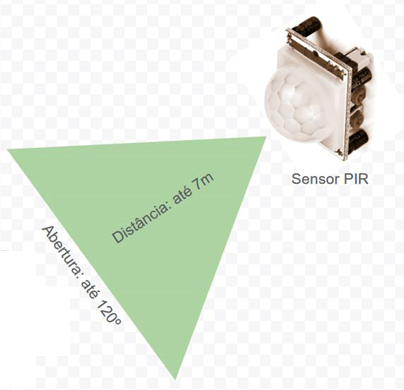 Sensor PIR
Distância: até 7m
Abertura: até 120º